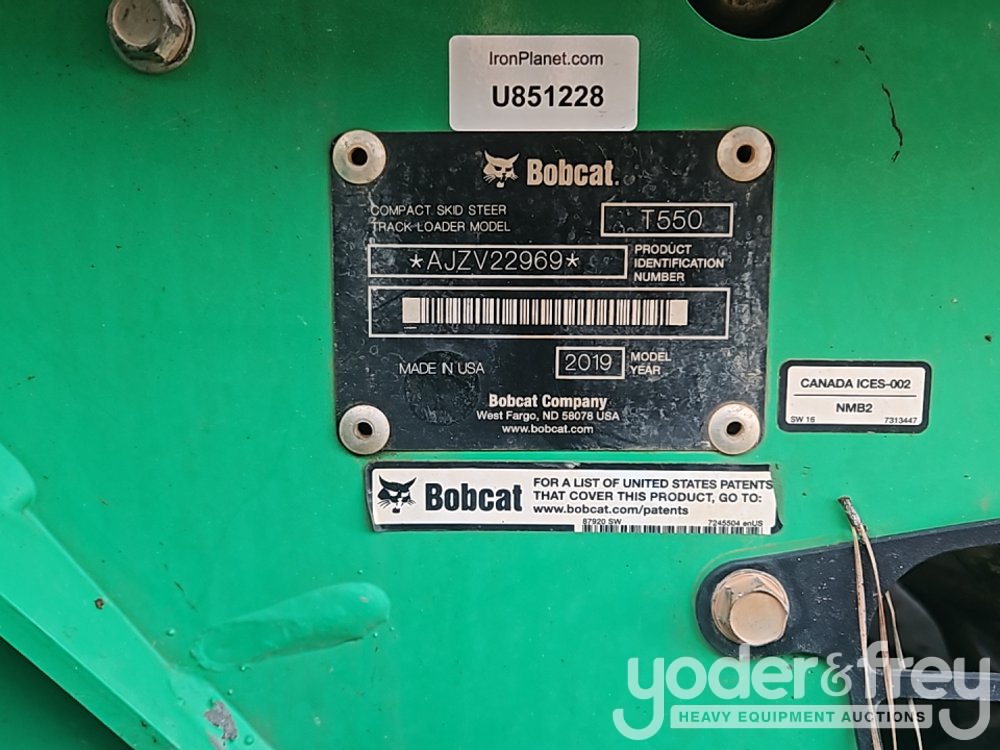 IronPlanet.com
U851228
Bobcat.
COMPACT SKID STEER
TRACK LOADER MODEL
T550
*AJZV22969*
PRODUCT
IDENTIFICATION
NUMBER
MADE IN USA
2019
MODEL
YEAR
Bobcat Company
West Fargo, ND 58078 USA
www.bobcat.com
CANADA ICES-002
NMB2
SW 16 7313447
Bobcat
FOR A LIST OF UNITED STATES PATENTS
THAT COVER THIS PRODUCT, GO TO:
www.bobcat.com/patents
87920 SW 7245504 enUS
yoder&frey
HEAVY EQUIPMENT AUCTIONS